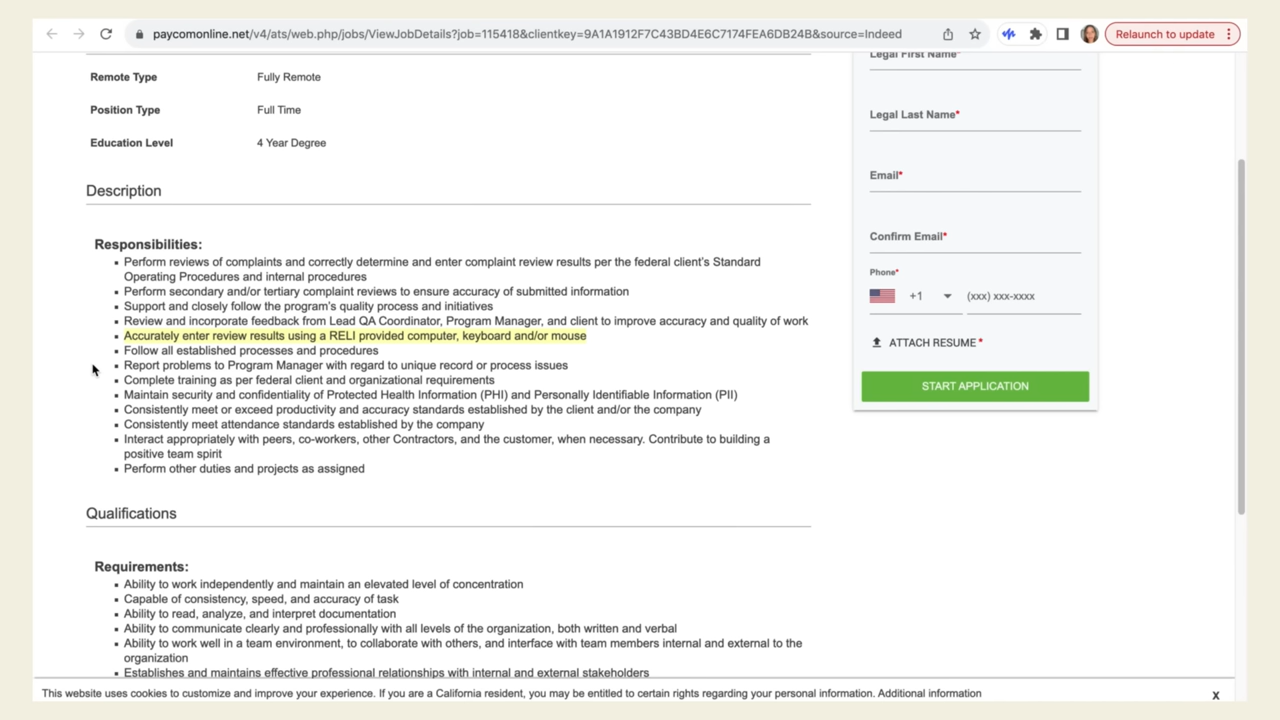 paycomonline.net/v4/ats/web.php/jobs/ViewJobDetails?job=115418&clientkey=9A1A1912F7C43BD4E6C7174FEA6DB24B&source=Indeed
Relaunch to update
Remote Type Fully Remote
Position Type Full Time
Education Level 4 Year Degree
Description
Responsibilities:
▪ Perform reviews of complaints and correctly determine and enter complaint review results per the federal client's Standard
Operating Procedures and internal procedures
▪ Perform secondary and/or tertiary complaint reviews to ensure accuracy of submitted information
▪ Support and closely follow the program's quality process and initiatives
▪ Review and incorporate feedback from Lead QA Coordinator, Program Manager, and client to improve accuracy and quality of work
▪ Accurately enter review results using a RELI provided computer, keyboard and/or mouse
▪ Follow all established processes and procedures
▪ Report problems to Program Manager with regard to unique record or process issues
▪ Complete training as per federal client and organizational requirements
▪ Maintain security and confidentiality of Protected Health Information (PHI) and Personally Identifiable Information (PII)
▪ Consistently meet or exceed productivity and accuracy standards established by the client and/or the company
▪ Consistently meet attendance standards established by the company
▪ Interact appropriately with peers, co-workers, other Contractors, and the customer, when necessary. Contribute to building a
positive team spirit
▪ Perform other duties and projects as assigned
Qualifications
Requirements:
▪ Ability to work independently and maintain an elevated level of concentration
▪ Capable of consistency, speed, and accuracy of task
▪ Ability to read, analyze, and interpret documentation
▪ Ability to communicate clearly and professionally with all levels of the organization, both written and verbal
▪ Ability to work well in a team environment, to collaborate with others, and interface with team members internal and external to the
organization
▪ Establishes and maintains effective professional relationships with internal and external stakeholders
Legal First Name*
Legal Last Name*
Email*
Confirm Email*
Phone*
+1 (xxx) xxx-xxxx
ATTACH RESUME *
START APPLICATION
This website uses cookies to customize and improve your experience. If you are a California resident, you may be entitled to certain rights regarding your personal information. Additional information x